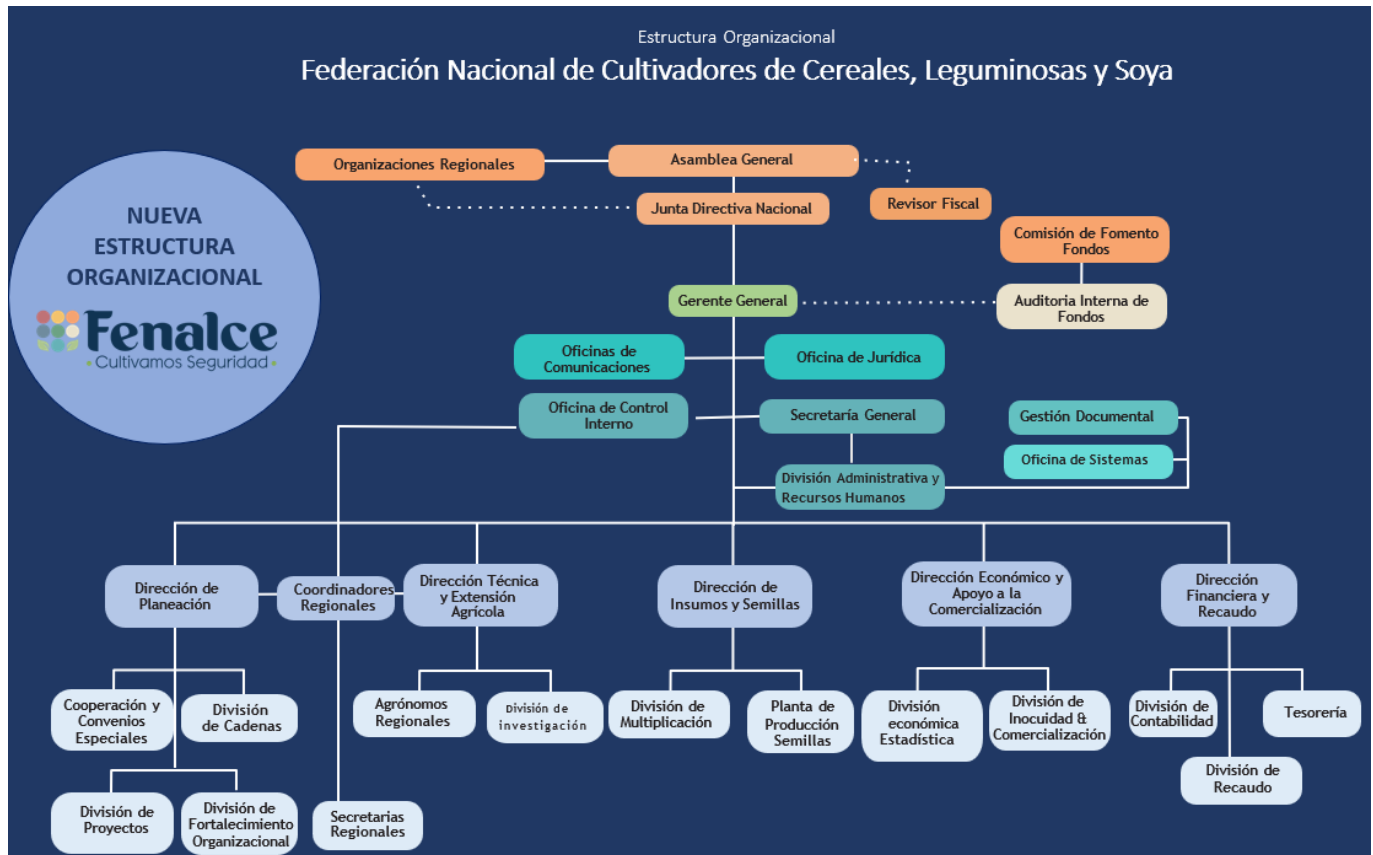 Estructura Organizacional
Federación Nacional de Cultivadores de Cereales, Leguminosas y Soya
NUEVA
ESTRUCTURA
ORGANIZACIONAL
Fenalce
Cultivamos Seguridad
Organizaciones Regionales
Asamblea General
Junta Directiva Nacional
Revisor Fiscal
Comisión de Fomento
Fondos
Gerente General
Auditoria Interna de
Fondos
Oficinas de
Comunicaciones
Oficina de Jurídica
Oficina de Control
Interno
Secretaría General
Gestión Documental
Oficina de Sistemas
División Administrativa y
Recursos Humanos
Dirección de
Planeación
Coordinadores
Regionales
Dirección Técnica
y Extensión
Agrícola
Dirección de
Insumos y Semillas
Dirección Económico y
Apoyo a la
Comercialización
Dirección
Financiera y
Recaudo
Cooperación y
Convenios
Especiales
División
de Cadenas
Agrónomos
Regionales
División de
investigación
División de
Multiplicación
Planta de
Producción
Semillas
División
económica
Estadística
División de
Inocuidad &
Comercialización
División de
Contabilidad
Tesorería
División de
Recaudo
División de
Proyectos
División de
Fortalecimiento
Organizacional
Secretarias
Regionales